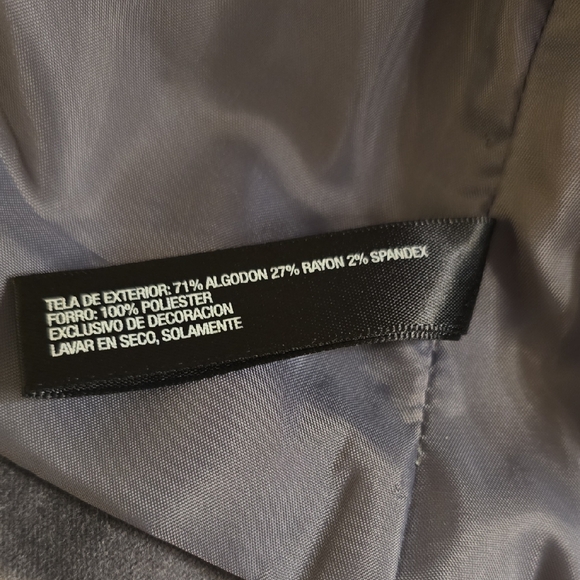 TELA DE EXTERIOR: 71% ALGODON 27% RAYON 2% SPANDEX
FORRO: 100% POLIESTER
EXCLUSIVO DE DECORACION
LAVAR EN SECO, SOLAMENTE